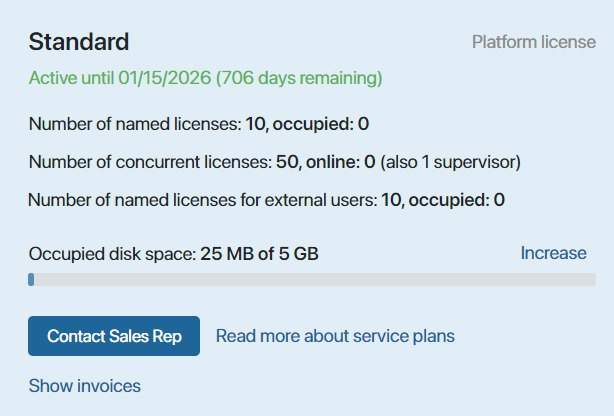 Standard
Platform license
Active until 01/15/2026 (706 days remaining)
Number of named licenses: 10, occupied: 0
Number of concurrent licenses: 50, online: 0 (also 1 supervisor)
Number of named licenses for external users: 10, occupied: 0
Occupied disk space: 25 MB of 5 GB
Increase
Contact Sales Rep
Read more about service plans
Show invoices